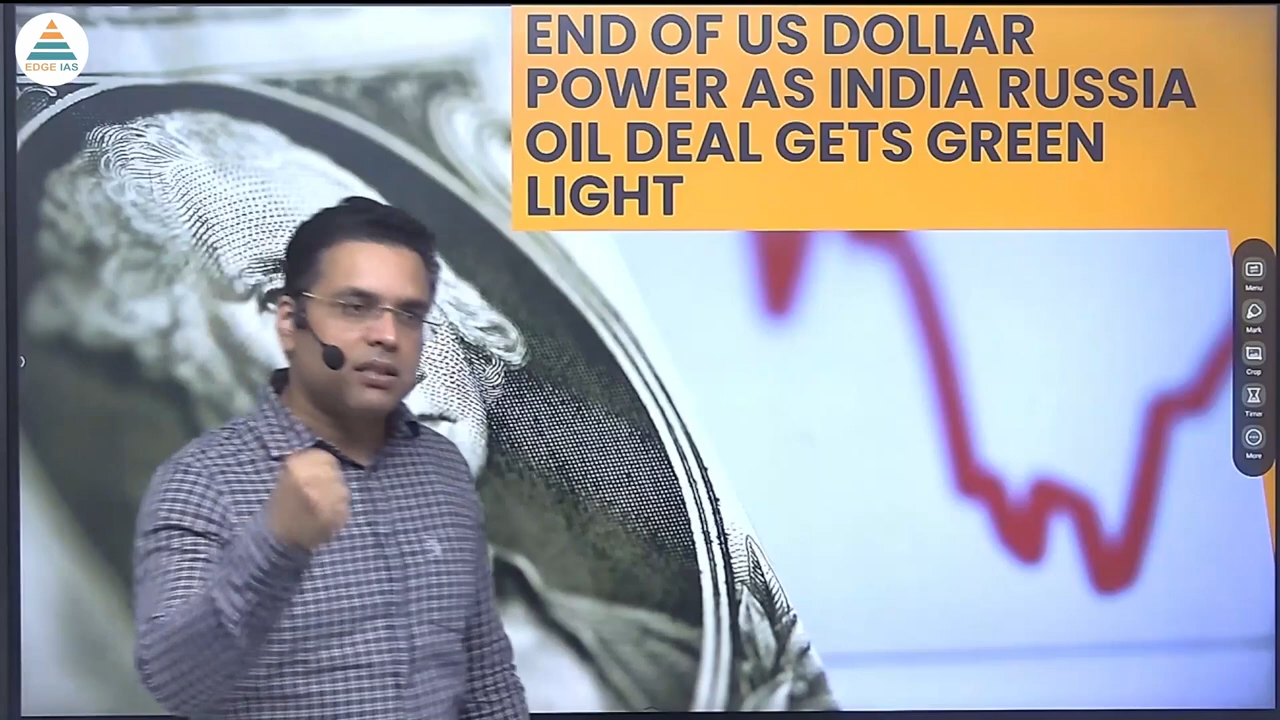 EDGE IAS
END OF US DOLLAR
POWER AS INDIA RUSSIA
OIL DEAL GETS GREEN
LIGHT
Menu
Mark
Crop
Timer
More